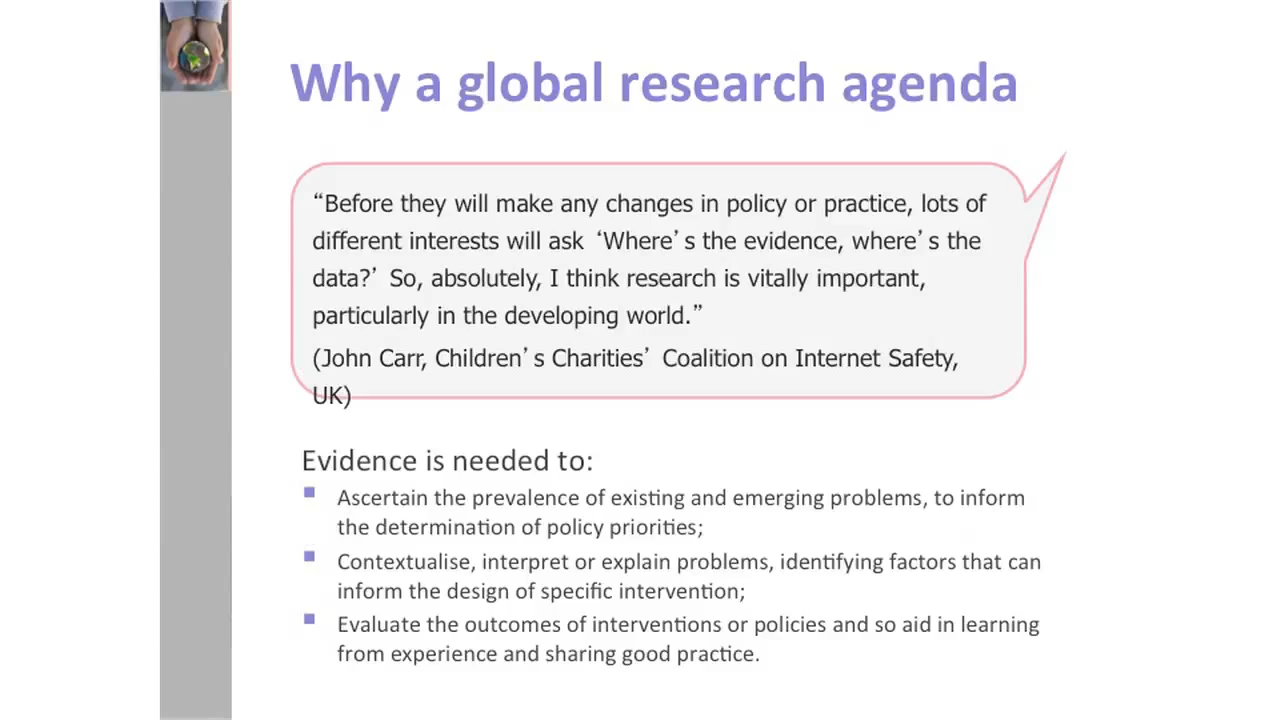 Why a global research agenda
“Before they will make any changes in policy or practice, lots of
different interests will ask ‘Where’s the evidence, where’s the
data?’ So, absolutely, I think research is vitally important,
particularly in the developing world.”
(John Carr, Children’s Charities’ Coalition on Internet Safety,
UK)
Evidence is needed to:
▪ Ascertain the prevalence of existing and emerging problems, to inform
the determination of policy priorities;
▪ Contextualise, interpret or explain problems, identifying factors that can
inform the design of specific intervention;
▪ Evaluate the outcomes of interventions or policies and so aid in learning
from experience and sharing good practice.